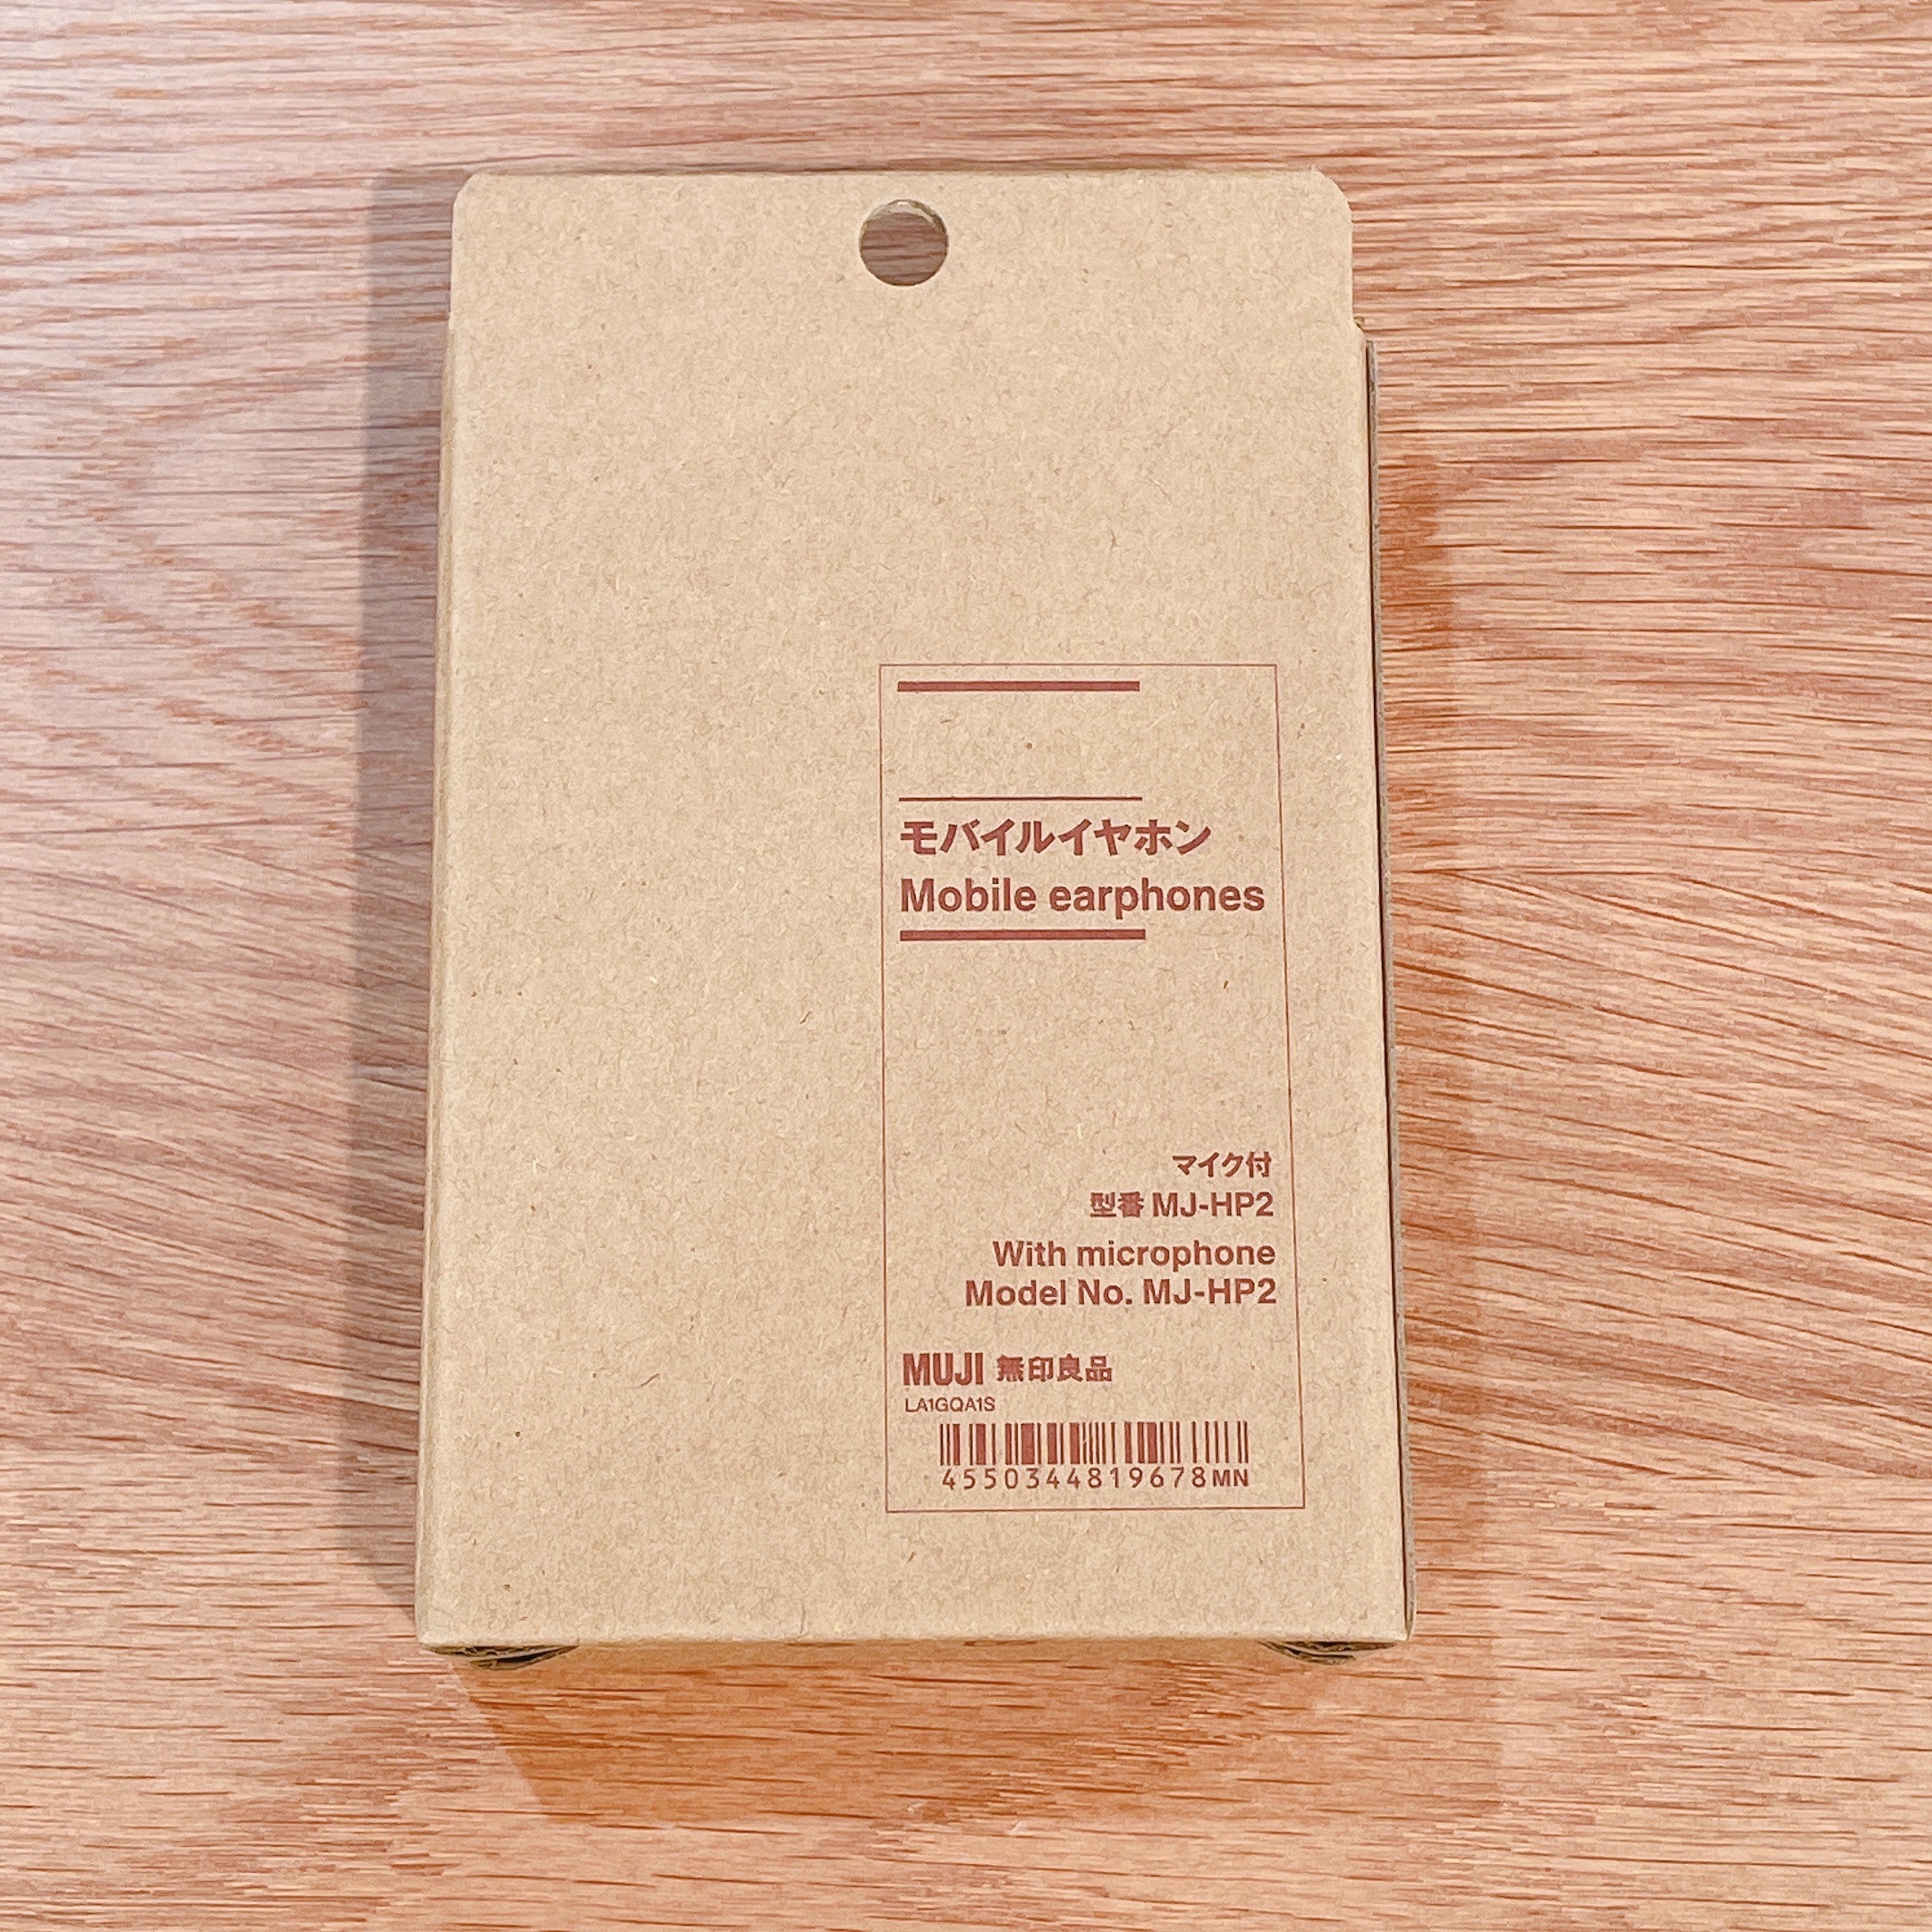 モバイルイヤホン
Mobile earphones
マイク付
型番 MJ-HP2
With microphone
Model No. MJ-HP2
MUJI 無印良品
LA1GQA1S
4550344819678MN